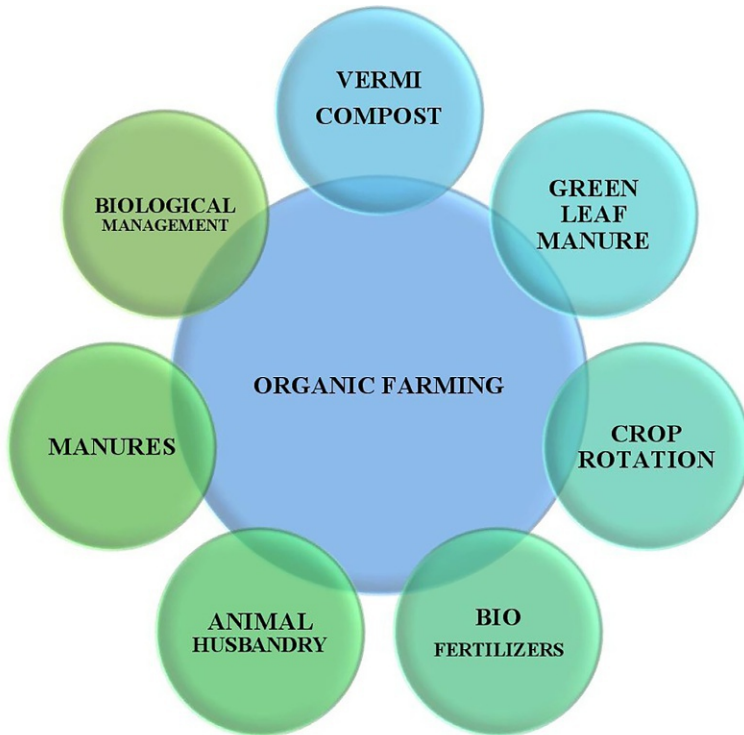 VERMI
COMPOST
GREEN
LEAF
MANURE
CROP
ROTATION
BIO
FERTILIZERS
ANIMAL
HUSBANDRY
MANURES
BIOLOGICAL
MANAGEMENT
ORGANIC FARMING